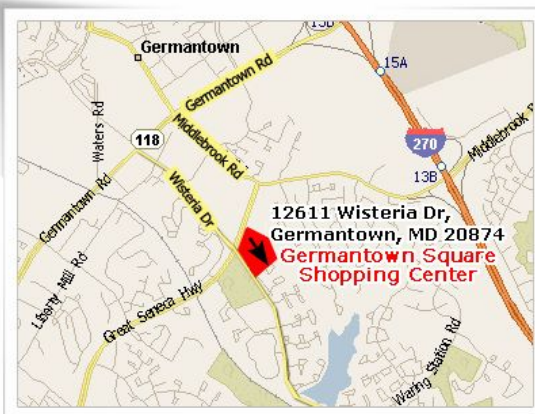 13B
15A
Germantown
Germantown Rd
Waters Rd
118
Middlebrook Rd
270
Middlebrook R
13B
Wisteria Dr
Germantown Rd
12611 Wisteria Dr,
Germantown, MD 20874
Germantown Square
Shopping Center
Liberty Mill Rd
Great Seneca Hwy
Waring Station Rd